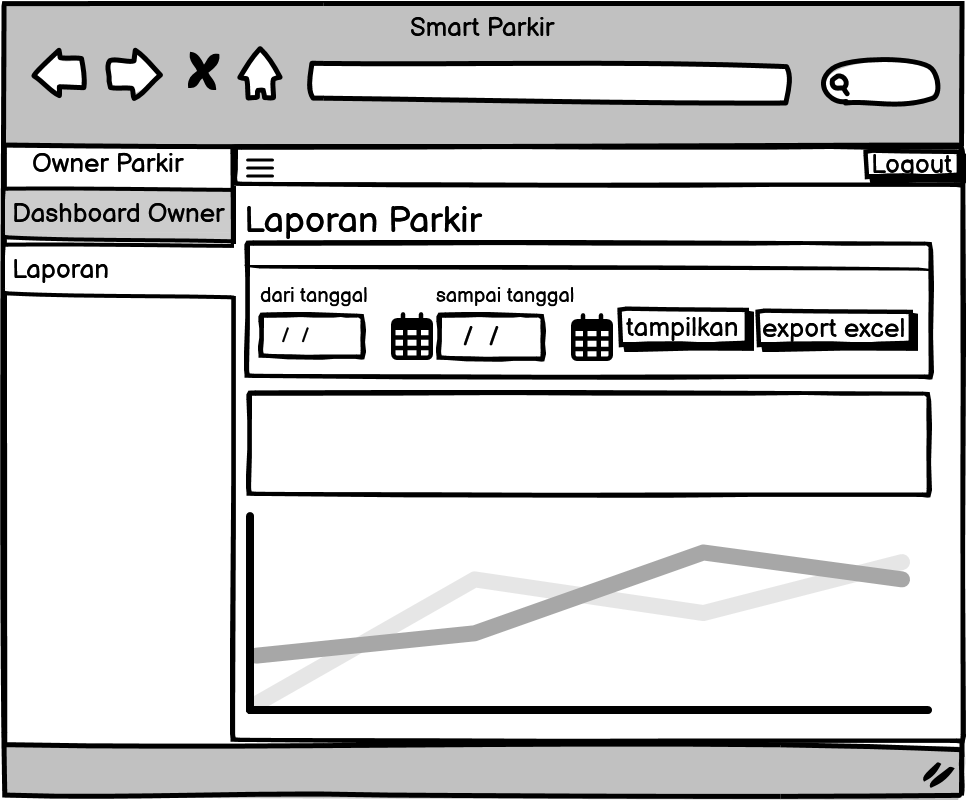 Smart Parkir
Owner Parkir
Logout
Dashboard Owner
Laporan Parkir
Laporan
dari tanggal
sampai tanggal
/ /
/ /
tampilkan
export excel